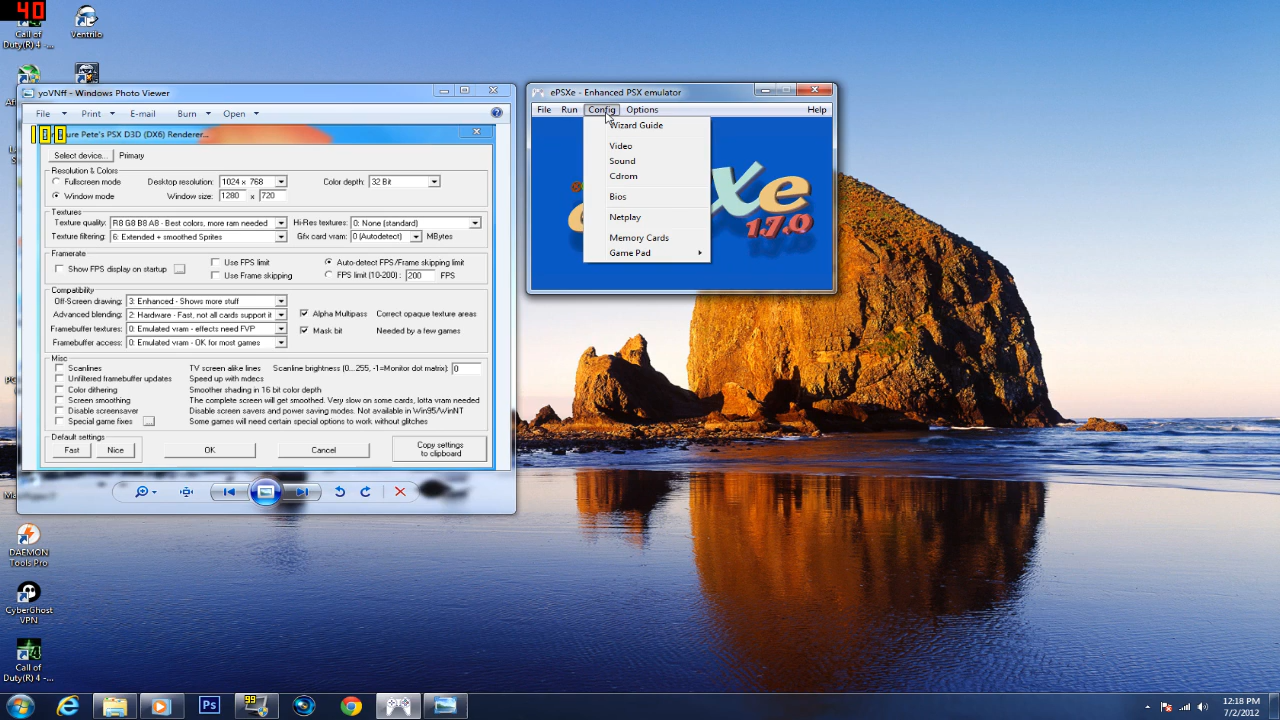 40
Call of
Duty(R) 4 -...
Ventrilo
yoVNff - Windows Photo Viewer
File Print E-mail Burn Open
100
ure Pete's PSX D3D (DX6) Renderer...
Select device... Primary
Resolution & Colors
Fullscreen mode Desktop resolution: 1024 x 768 Color depth: 32 Bit
Window mode Window size: 1280 x 720
Textures
Texture quality: R8 G8 B8 A8 - Best colors, more ram needed Hi-Res textures: 0: None (standard)
Texture filtering: 6: Extended + smoothed Sprites Gfx card vram: 0 (Autodetect) MBytes
Framerate
Show FPS display on startup ... Use FPS limit Auto-detect FPS/Frame skipping limit
Use Frame skipping FPS limit (10-200) : 200 FPS
Compatibility
Off-Screen drawing: 3: Enhanced - Shows more stuff
Advanced blending: 2: Hardware - Fast, not all cards support it Alpha Multipass Correct opaque texture areas
Framebuffer textures: 0: Emulated vram - effects need FVP Mask bit Needed by a few games
Framebuffer access: 0: Emulated vram - OK for most games
Misc
Scanlines TV screen alike lines Scanline brightness (0...255, -1=Monitor dot matrix): 0
Unfiltered framebuffer updates Speed up with mdecs
Color dithering Smoother shading in 16 bit color depth
Screen smoothing The complete screen will get smoothed. Very slow on some cards, lotta vram needed
Disable screensaver Disable screen savers and power saving modes. Not available in Win95/WinNT
Special game fixes ... Some games will need certain special options to work without glitches
Default settings
Fast Nice OK Cancel Copy settings
to clipboard
ePSXe - Enhanced PSX emulator
File Run Config Options Help
Wizard Guide
Video
Sound
Cdrom
Bios
Netplay
Memory Cards
Game Pad
Xe
1.7.0
DAEMON
Tools Pro
CyberGhost
VPN
Call of
Duty(R) 4 -...
Ps
99
12:18 PM
7/2/2012